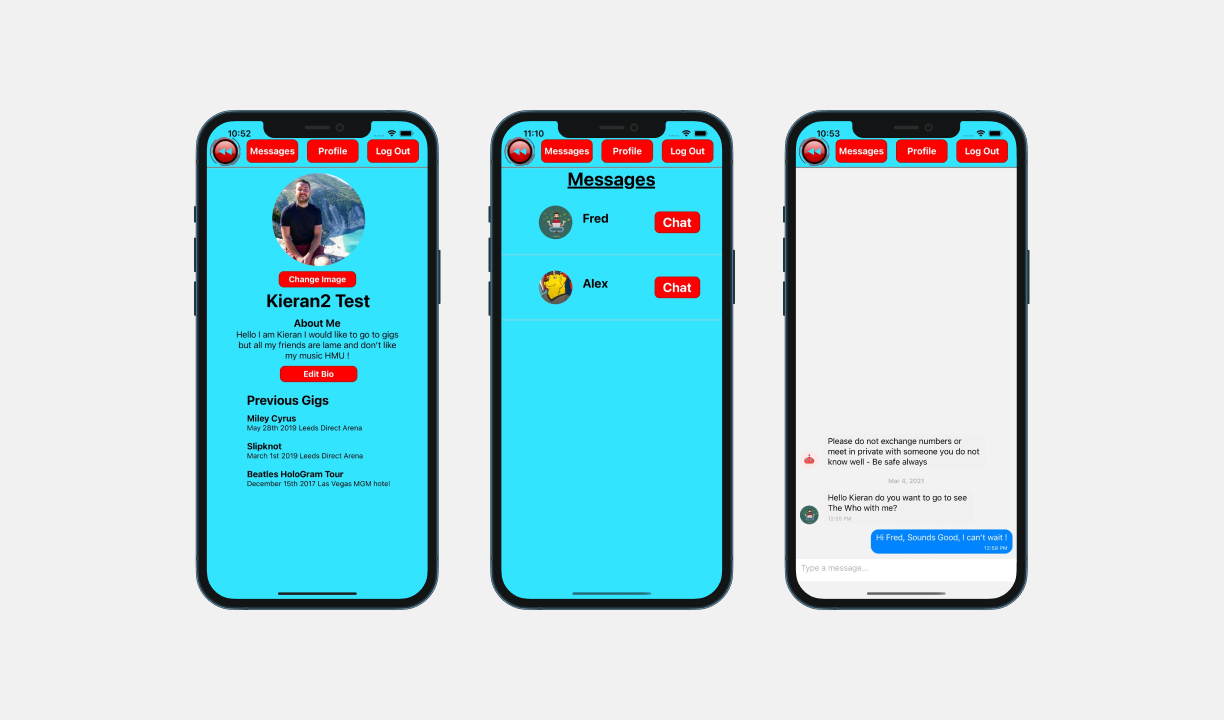 10:52
Messages
Profile
Log Out
Change Image
Kieran2 Test
About Me
Hello I am Kieran I would like to go to gigs
but all my friends are lame and don't like
my music HMU !
Edit Bio
Previous Gigs
Miley Cyrus
May 28th 2019 Leeds Direct Arena
Slipknot
March 1st 2019 Leeds Direct Arena
Beatles HoloGram Tour
December 15th 2017 Las Vegas MGM hotel
11:10
Messages
Profile
Log Out
Messages
Fred
Chat
Alex
Chat
10:53
Messages
Profile
Log Out
Please do not exchange numbers or
meet in private with someone you do not
know well - Be safe always
Mar 4, 2021
Hello Kieran do you want to go to see
The Who with me?
12:55 PM
Hi Fred, Sounds Good, I can't wait !
12:58 PM
Type a message...